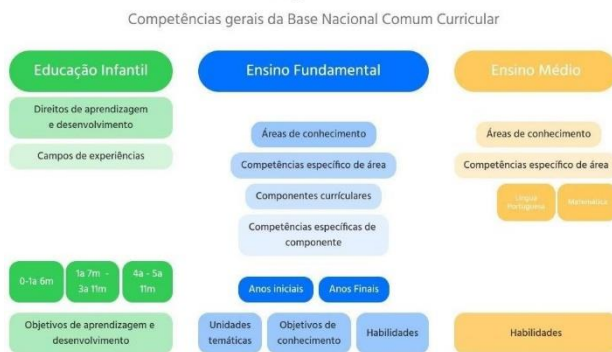 Competências gerais da Base Nacional Comum Curricular
Educação Infantil
Direitos de aprendizagem
e desenvolvimento
Campos de experiências
0-1a 6m
1a 7m -
3a 11m
4a - 5a
11m
Objetivos de aprendizagem e
desenvolvimento
Ensino Fundamental
Áreas de conhecimento
Competências específico de área
Componentes currículares
Competências específicas de
componente
Anos iniciais
Anos Finais
Unidades
temáticas
Objetivos de
conhecimento
Habilidades
Ensino Médio
Áreas de conhecimento
Competências específico de área
Língua
Portuguesa
Matemática
Habilidades